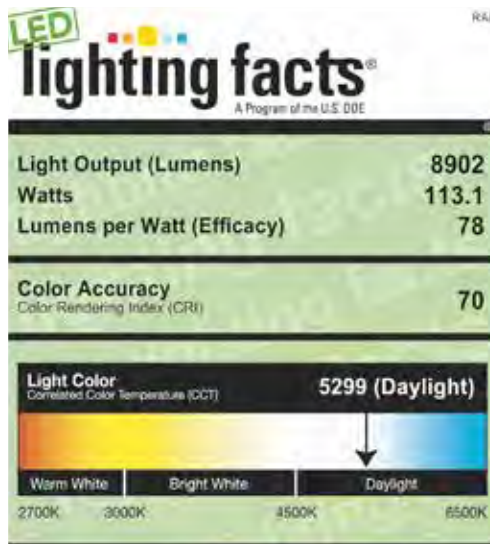 LED
lighting facts®
A Program of the U.S. DOE
Light Output (Lumens) 8902
Watts 113.1
Lumens per Watt (Efficacy) 78
Color Accuracy 70
Color Rendering Index (CRI)
Light Color 5299 (Daylight)
Correlated Color Temperature (CCT)
Warm White Bright White Daylight
2700K 3000K 4500K 6500K